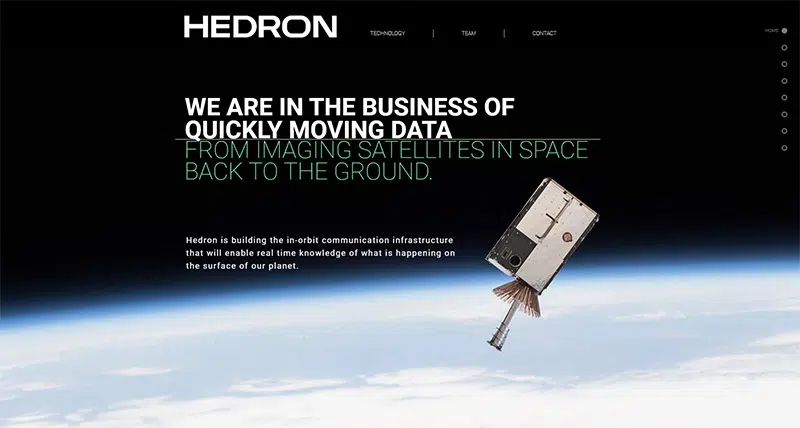 HEDRON
TECHNOLOGY | TEAM | CONTACT
HOME
WE ARE IN THE BUSINESS OF
QUICKLY MOVING DATA
FROM IMAGING SATELLITES IN SPACE
BACK TO THE GROUND.
Hedron is building the in-orbit communication infrastructure
that will enable real time knowledge of what is happening on
the surface of our planet.